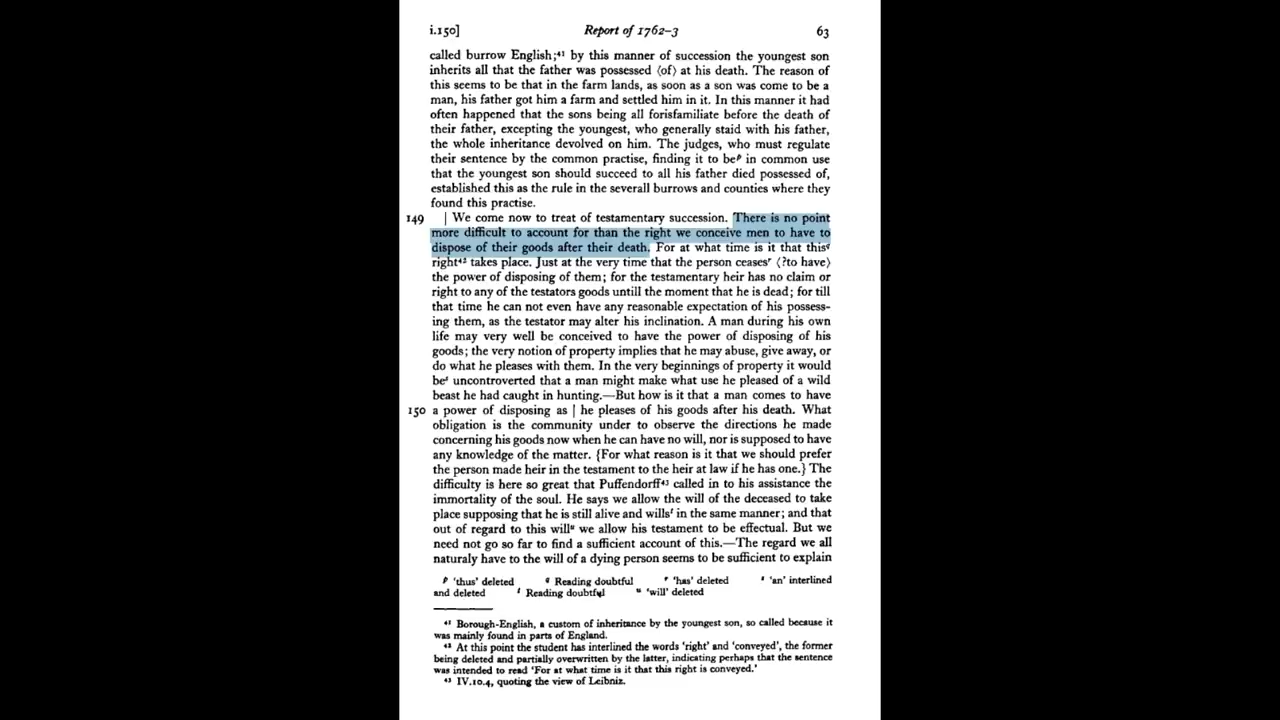 i.150] Report of 1762–3 63
called burrow English;⁴¹ by this manner of succession the youngest son
inherits all that the father was possessed ⟨of⟩ at his death. The reason of
this seems to be that in the farm lands, as soon as a son was come to be a
man, his father got him a farm and settled him in it. In this manner it had
often happened that the sons being all forisfamiliate before the death of
their father, excepting the youngest, who generally staid with his father,
the whole inheritance devolved on him. The judges, who must regulate
their sentence by the common practise, finding it to beᵖ in common use
that the youngest son should succeed to all his father died possessed of,
established this as the rule in the severall burrows and counties where they
found this practise.
149 | We come now to treat of testamentary succession. There is no point
more difficult to account for than the right we conceive men to have to
dispose of their goods after their death. For at what time is it that this^q
right⁴² takes place. Just at the very time that the person ceasesʳ ⟨?to have⟩
the power of disposing of them; for the testamentary heir has no claim or
right to any of the testators goods untill the moment that he is dead; for till
that time he can not even have any reasonable expectation of his possess-
ing them, as the testator may alter his inclination. A man during his own
life may very well be conceived to have the power of disposing of his
goods; the very notion of property implies that he may abuse, give away, or
do what he pleases with them. In the very beginnings of property it would
beˢ uncontroverted that a man might make what use he pleased of a wild
beast he had caught in hunting.—But how is it that a man comes to have
150 a power of disposing as | he pleases of his goods after his death. What
obligation is the community under to observe the directions he made
concerning his goods now when he can have no will, nor is supposed to have
any knowledge of the matter. {For what reason is it that we should prefer
the person made heir in the testament to the heir at law if he has one.} The
difficulty is here so great that Puffendorff⁴³ called in to his assistance the
immortality of the soul. He says we allow the will of the deceased to take
place supposing that he is still alive and willsᵗ in the same manner; and that
out of regard to this willᵘ we allow his testament to be effectual. But we
need not go so far to find a sufficient account of this.—The regard we all
naturaly have to the will of a dying person seems to be sufficient to explain
ᵖ 'thus' deleted ^q Reading doubtful ʳ 'has' deleted ˢ 'an' interlined
and deleted ᵗ Reading doubtful ᵘ 'will' deleted
⁴¹ Borough-English, a custom of inheritance by the youngest son, so called because it
was mainly found in parts of England.
⁴² At this point the student has interlined the words 'right' and 'conveyed', the former
being deleted and partially overwritten by the latter, indicating perhaps that the sentence
was intended to read 'For at what time is it that this right is conveyed.'
⁴³ IV.10.4, quoting the view of Leibniz.